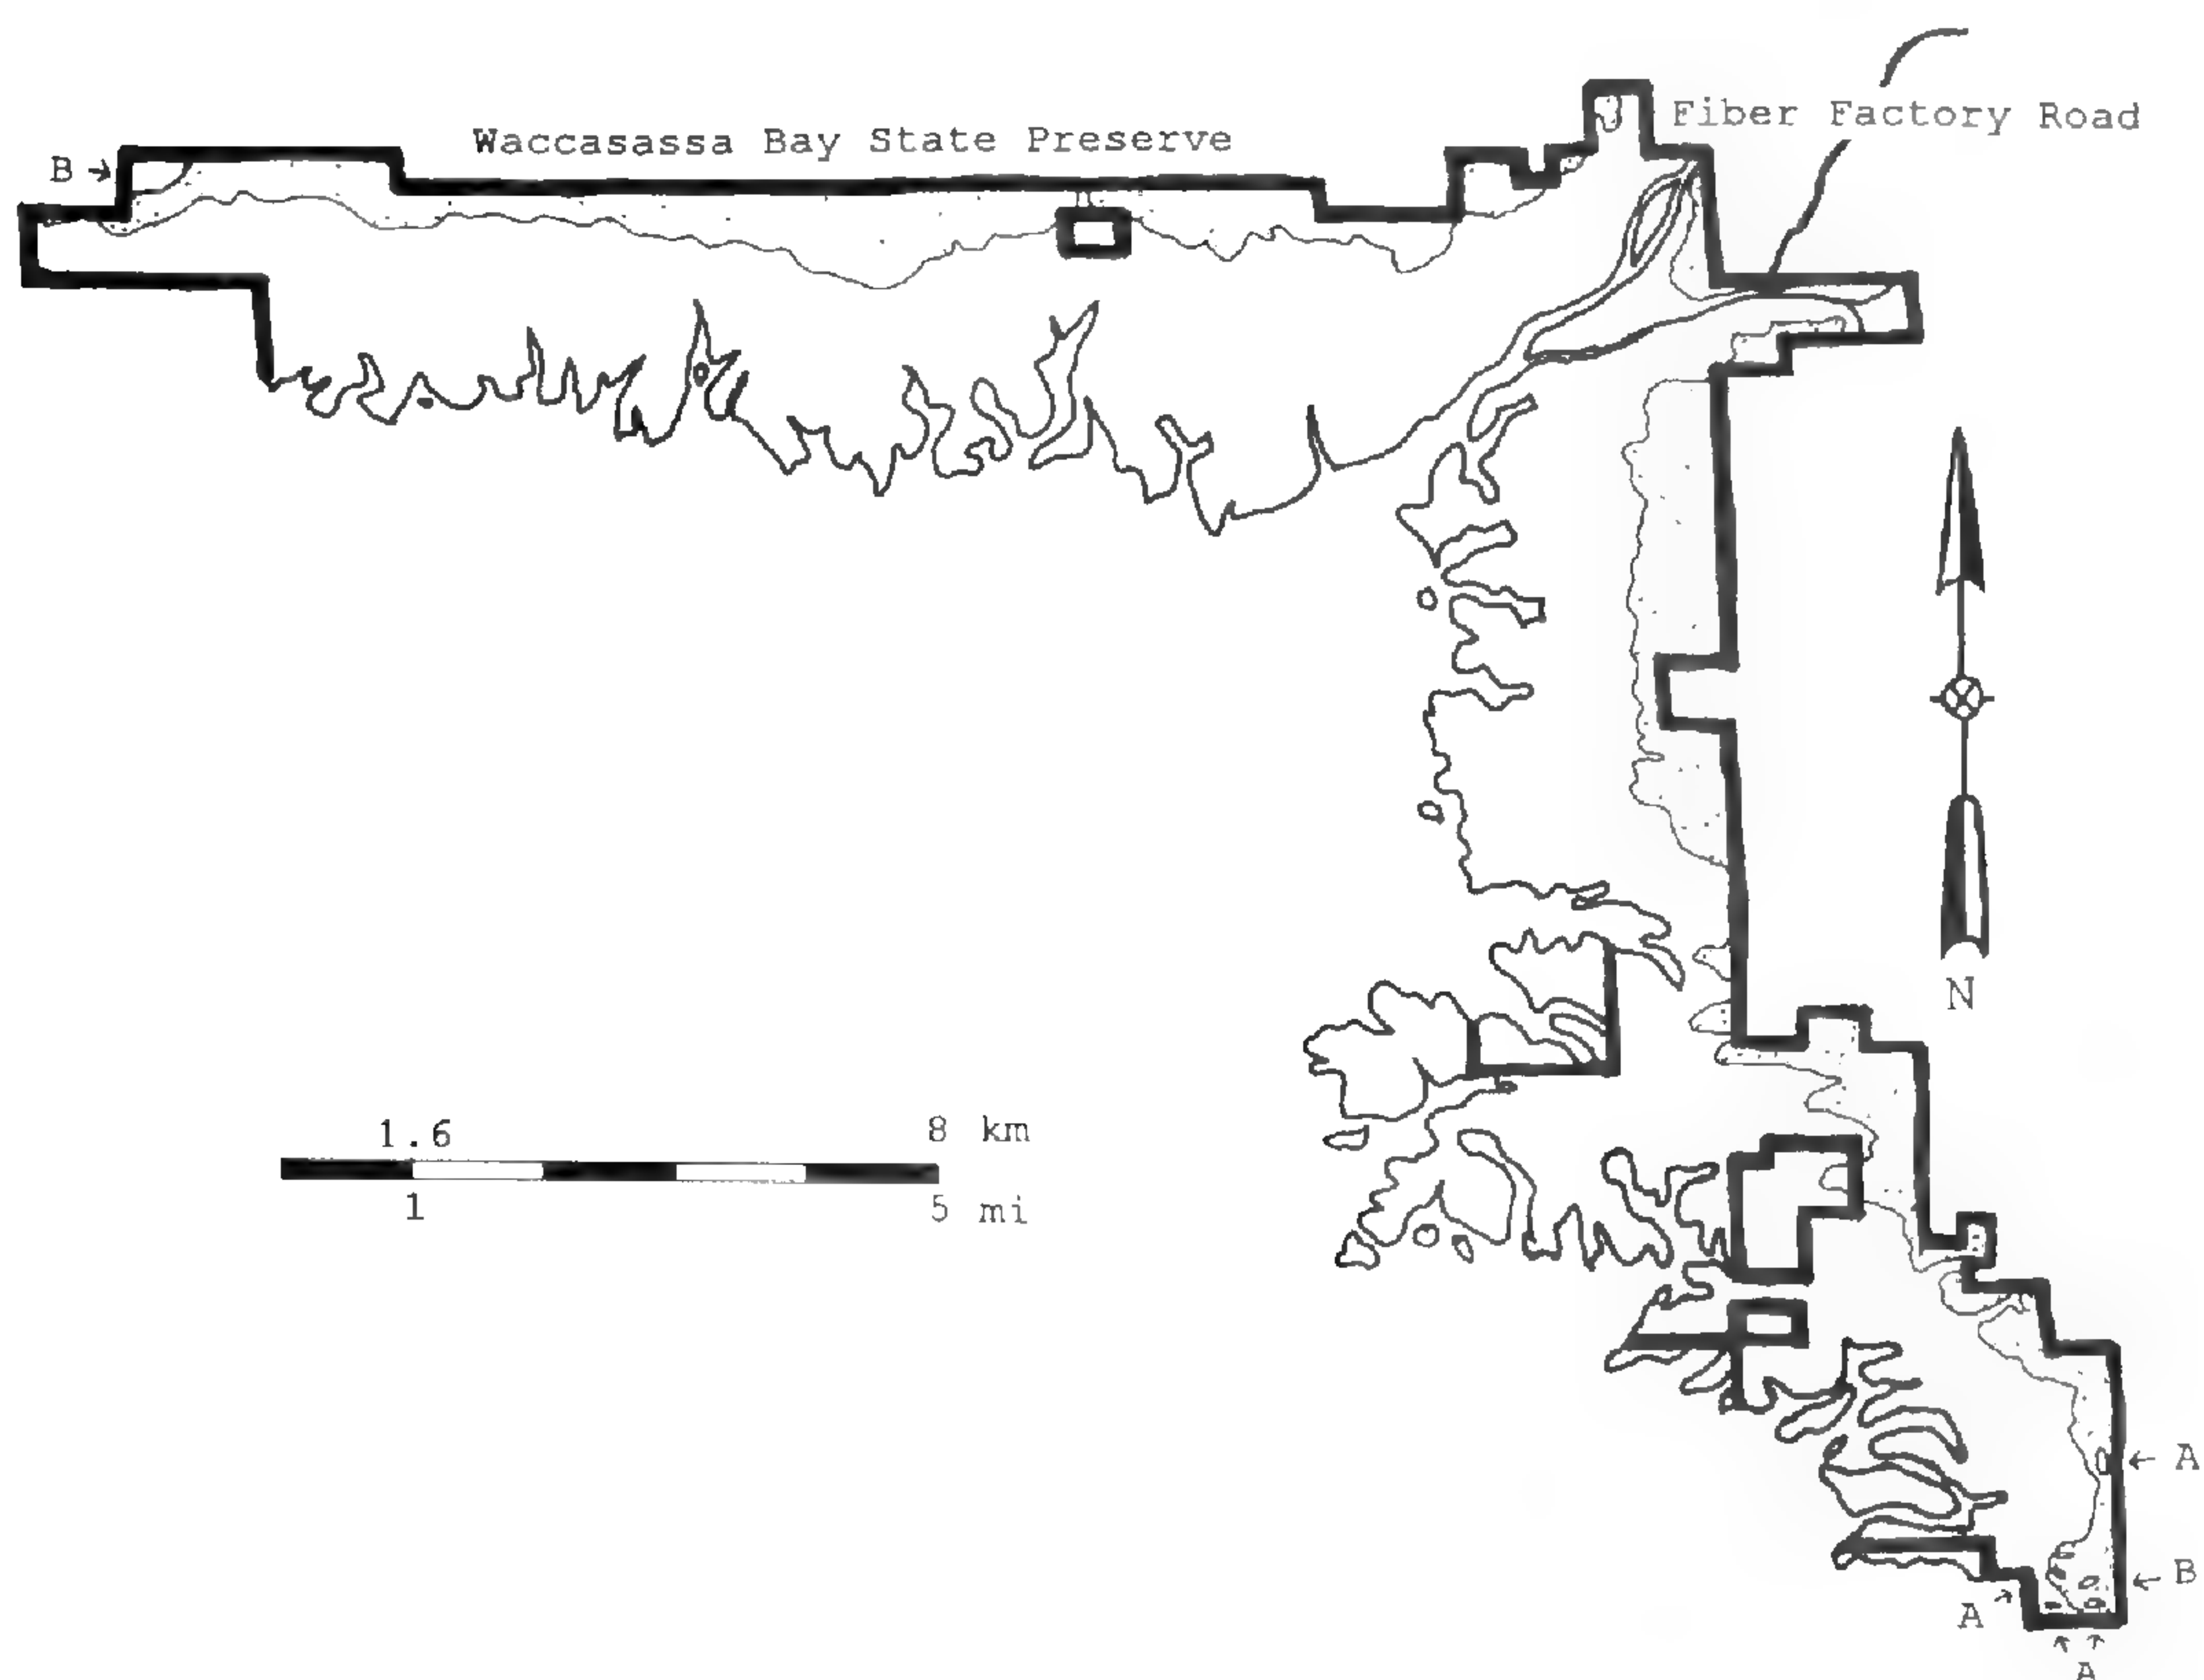 Fiber Factory Road
Waccasassa Bay State Preserve
B
N
1.6 8 km
1 5 mi
A
B
A
A